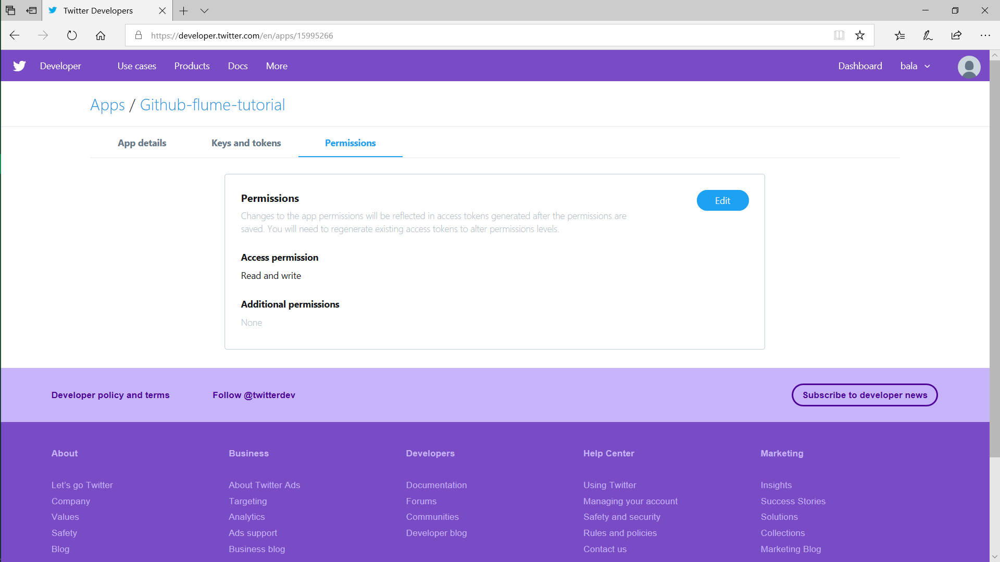 Twitter Developers
https://developer.twitter.com/en/apps/15995266
Developer
Use cases
Products
Docs
More
Dashboard
bala
Apps / Github-flume-tutorial
App details
Keys and tokens
Permissions
Permissions
Edit
Changes to the app permissions will be reflected in access tokens generated after the permissions are
saved. You will need to regenerate existing access tokens to alter permissions levels.
Access permission
Read and write
Additional permissions
None
Developer policy and terms
Follow @twitterdev
Subscribe to developer news
About
Let's go Twitter
Company
Values
Safety
Blog
Business
About Twitter Ads
Targeting
Analytics
Ads support
Business blog
Developers
Documentation
Forums
Communities
Developer blog
Help Center
Using Twitter
Managing your account
Safety and security
Rules and policies
Contact us
Marketing
Insights
Success Stories
Solutions
Collections
Marketing Blog